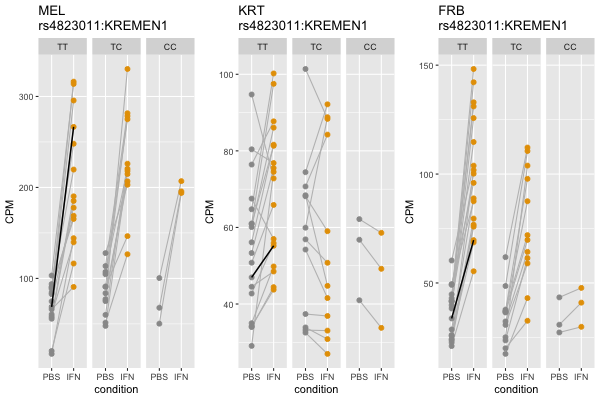 MEL
rs4823011:KREMEN1
TT TC CC
300
200
100
CPM
PBS IFN PBS IFN PBS IFN
condition
KRT
rs4823011:KREMEN1
TT TC CC
100
80
60
40
CPM
PBS IFN PBS IFN PBS IFN
condition
FRB
rs4823011:KREMEN1
TT TC CC
150
100
50
CPM
PBS IFN PBS IFN PBS IFN
condition